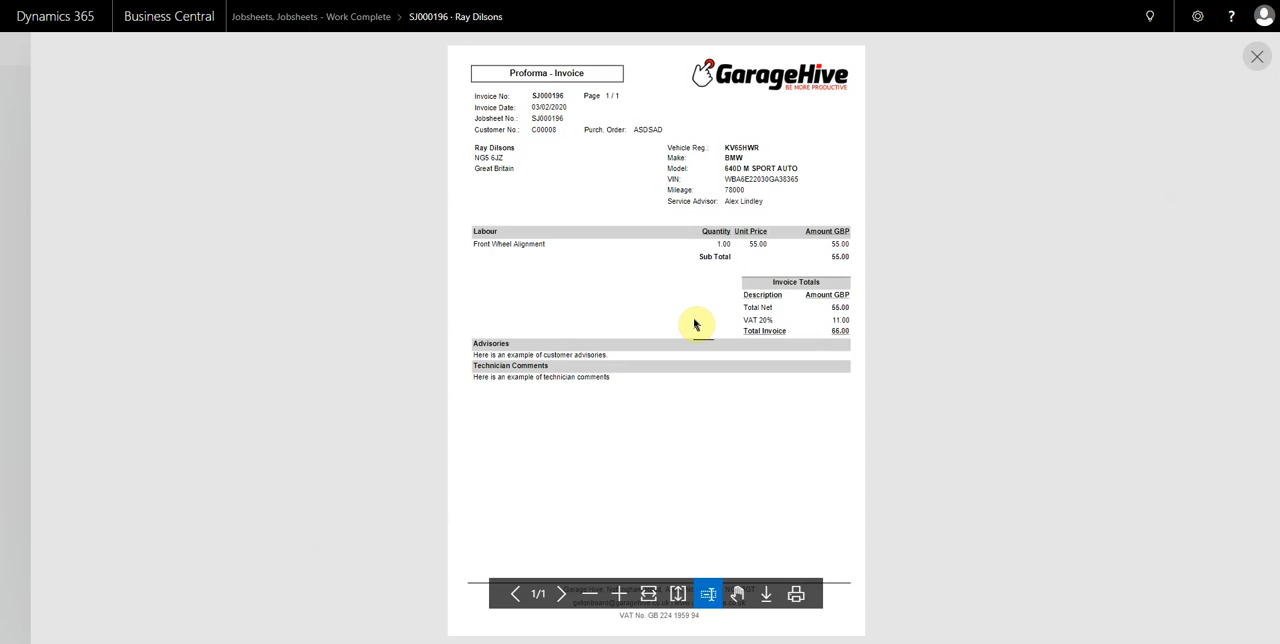 Dynamics 365 Business Central Jobsheets, Jobsheets - Work Complete > SJ000196 · Ray Dilsons ?
Proforma - Invoice
GarageHive
BE MORE PRODUCTIVE
Invoice No: SJ000196 Page 1 / 1
Invoice Date: 03/02/2020
Jobsheet No.: SJ000196
Customer No.: C00008 Purch. Order: ASDSAD
Ray Dilsons Vehicle Reg.: KV65HWR
NG5 6JZ Make: BMW
Great Britain Model: 640D M SPORT AUTO
VIN: WBA6E22030GA38365
Mileage: 78000
Service Advisor: Alex Lindley
Labour Quantity Unit Price Amount GBP
Front Wheel Alignment 1.00 55.00 55.00
Sub Total 55.00
Invoice Totals
Description Amount GBP
Total Net 55.00
VAT 20% 11.00
Total Invoice 66.00
Advisories
Here is an example of customer advisories.
Technician Comments
Here is an example of technician comments
1/1
VAT No. GB 224 1959 94